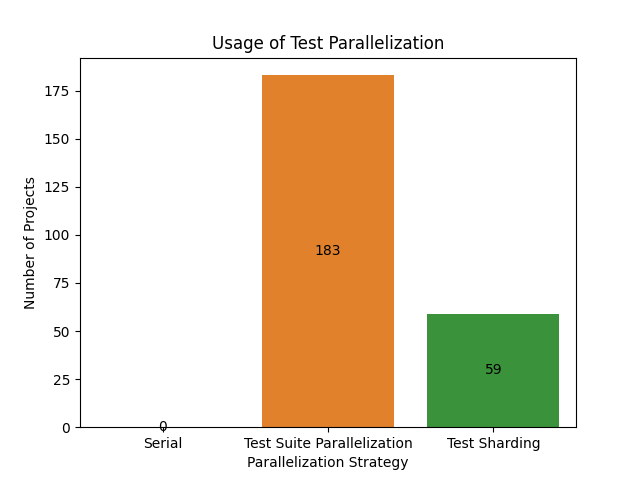 Usage of Test Parallelization
Number of Projects
175
150
125
100
75
50
25
0
0
183
59
Serial
Test Suite Parallelization
Test Sharding
Parallelization Strategy